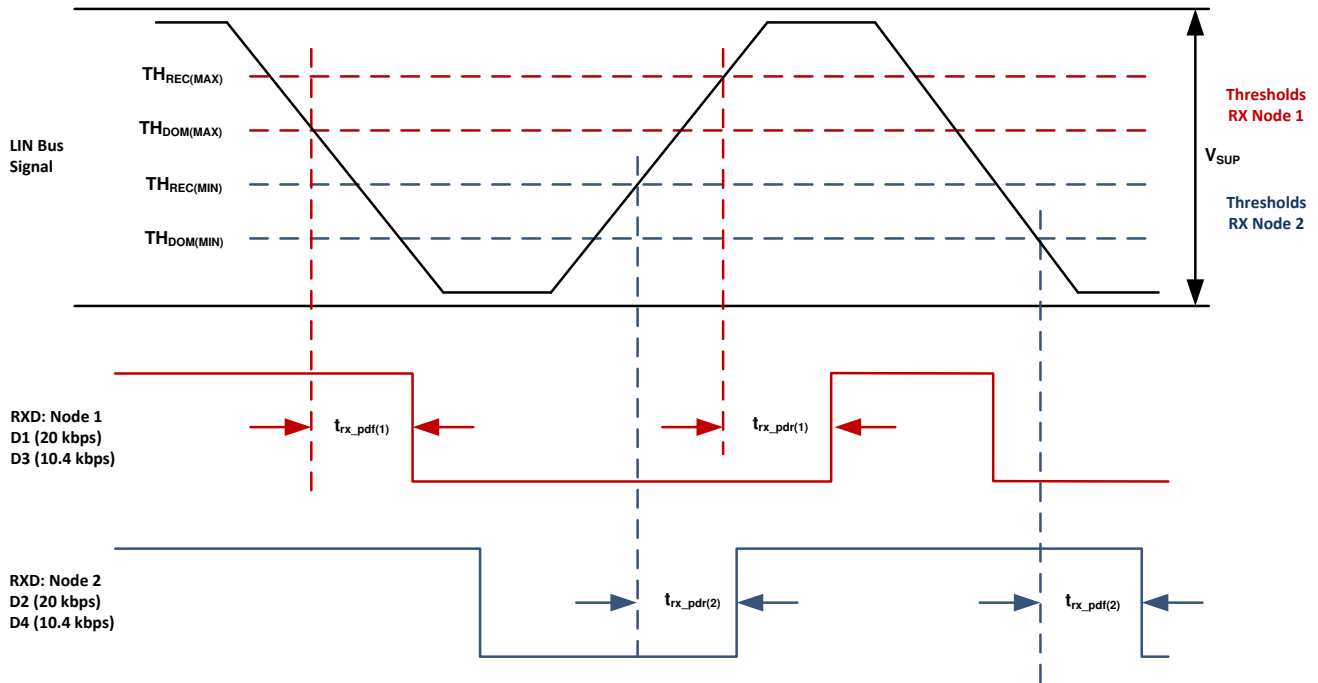 TH_REC(MAX)
TH_DOM(MAX)
TH_REC(MIN)
TH_DOM(MIN)
LIN Bus
Signal
Thresholds
RX Node 1
V_SUP
Thresholds
RX Node 2
RXD: Node 1
D1 (20 kbps)
D3 (10.4 kbps)
t_rx_pdf(1)
t_rx_pdr(1)
RXD: Node 2
D2 (20 kbps)
D4 (10.4 kbps)
t_rx_pdr(2)
t_rx_pdf(2)